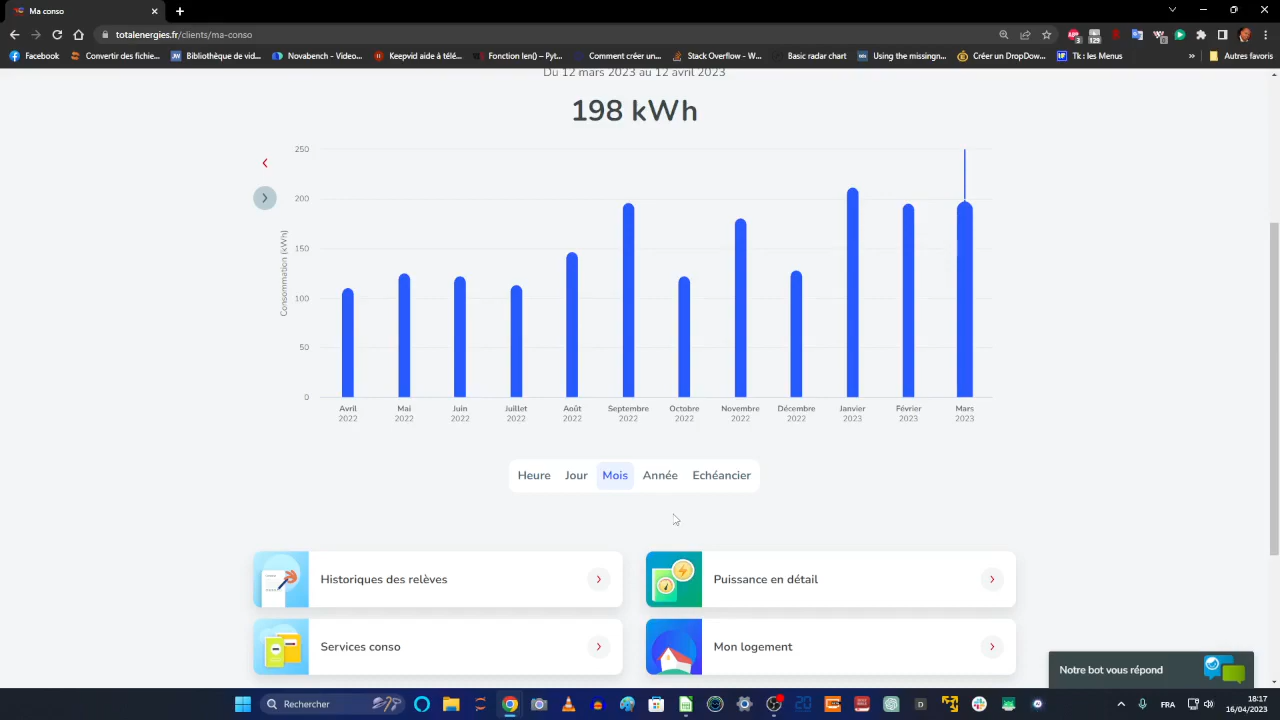 Ma conso
totalenergies.fr/clients/ma-conso
Facebook
Convertir des fichie...
Bibliothèque de vid...
Novabench - Video...
Keepvid aide à télé...
Fonction len() – Pyt...
Comment créer un...
Stack Overflow - W...
Basic radar chart
Using the missingn...
Créer un DropDow...
Tk : les Menus
»
Autres favoris
Du 12 mars 2023 au 12 avril 2023
198 kWh
250
200
150
100
50
0
Consommation (kWh)
Avril
2022
Mai
2022
Juin
2022
Juillet
2022
Août
2022
Septembre
2022
Octobre
2022
Novembre
2022
Décembre
2022
Janvier
2023
Février
2023
Mars
2023
Heure
Jour
Mois
Année
Echéancier
Historiques des relèves
Puissance en détail
Services conso
Mon logement
Notre bot vous répond
Rechercher
FRA
18:17
16/04/2023